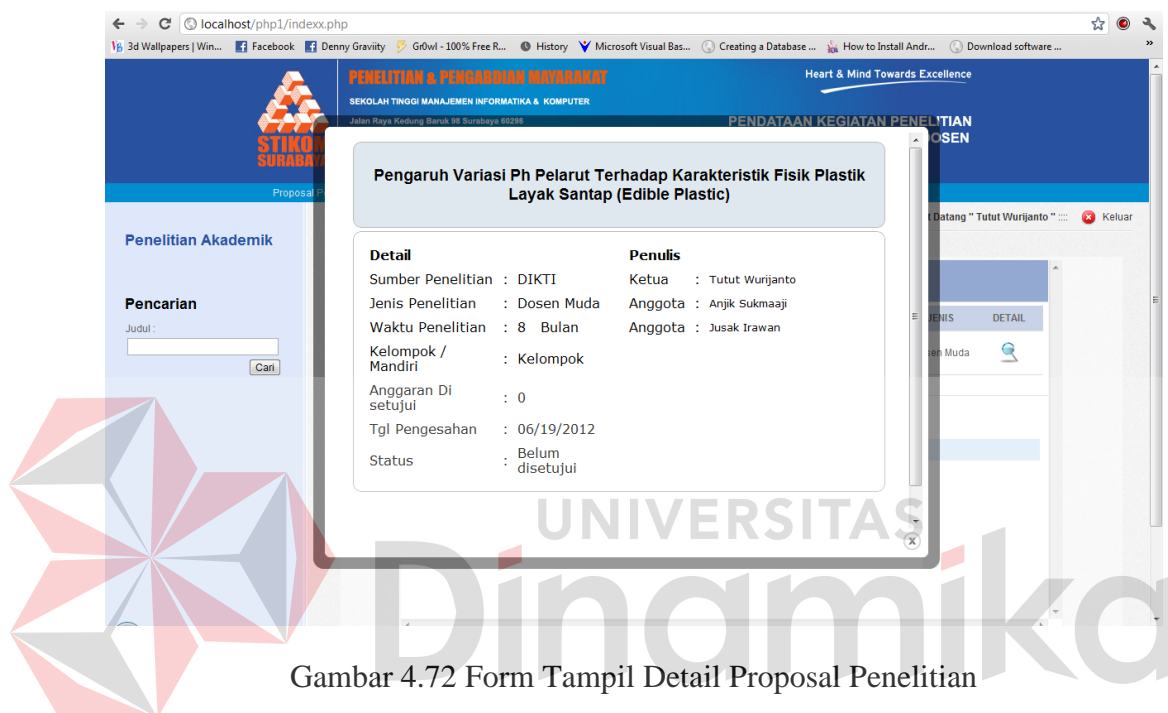 localhost/php1/indexx.php
3d Wallpapers | Win... Facebook Denny Graviity Gr0wl - 100% Free R... History Microsoft Visual Bas... Creating a Database ... How to Install Andr... Download software ... »
STIKOM
SURABAYA
PENELITIAN & PENGABDIAN MAYARAKAT
SEKOLAH TINGGI MANAJEMEN INFORMATIKA & KOMPUTER
Jalan Raya Kedung Baruk 98 Surabaya 60298
Heart & Mind Towards Excellence
PENDATAAN KEGIATAN PENELITIAN
OSEN
Proposal P
t Datang " Tutut Wurijanto " :::: Keluar
Penelitian Akademik
Pencarian
Judul :
Cari
JENIS DETAIL
sen Muda
Pengaruh Variasi Ph Pelarut Terhadap Karakteristik Fisik Plastik
Layak Santap (Edible Plastic)
Detail
Sumber Penelitian : DIKTI
Jenis Penelitian : Dosen Muda
Waktu Penelitian : 8 Bulan
Kelompok /
Mandiri : Kelompok
Anggaran Di
setujui : 0
Tgl Pengesahan : 06/19/2012
Status : Belum
disetujui
Penulis
Ketua : Tutut Wurijanto
Anggota : Anjik Sukmaaji
Anggota : Jusak Irawan
x
UNIVERSITAS
Dinamika
Gambar 4.72 Form Tampil Detail Proposal Penelitian